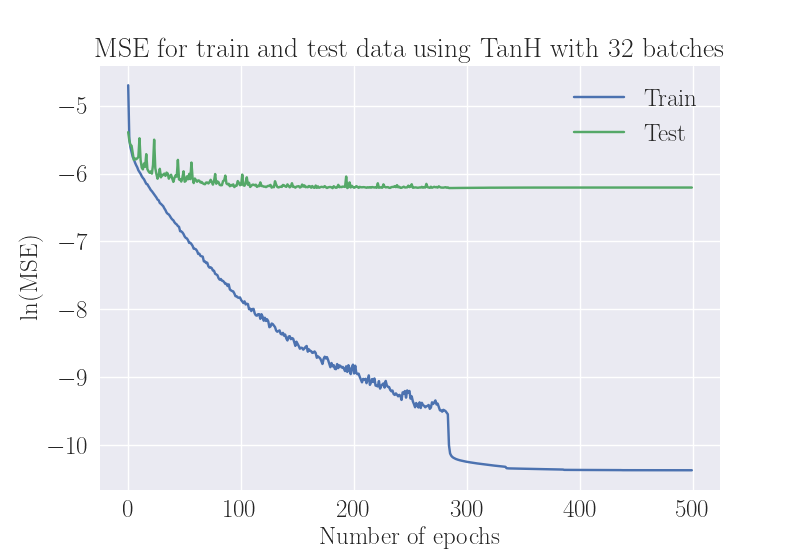 MSE for train and test data using TanH with 32 batches
Train
Test
ln(MSE)
−5
−6
−7
−8
−9
−10
0
100
200
300
400
500
Number of epochs